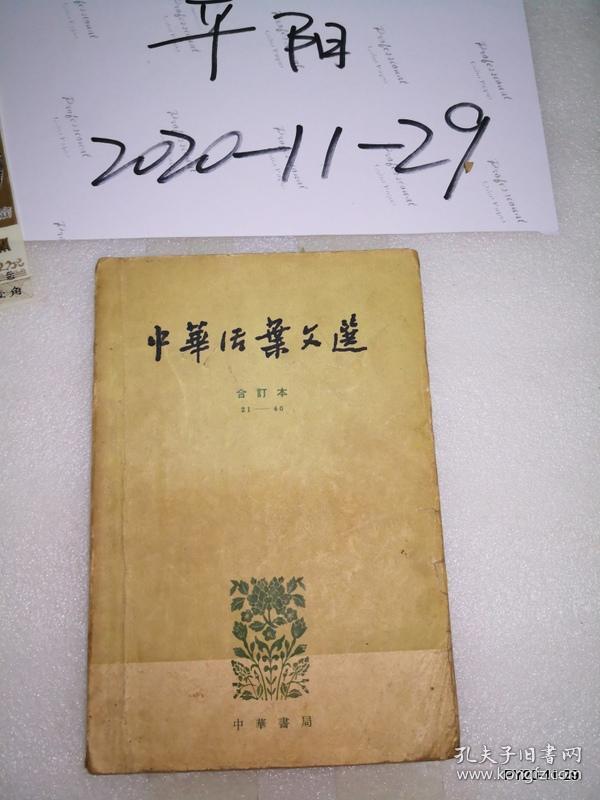 平阳
2020-11-29
Professional
中華活葉文選
合訂本
21——40
中華書局
孔夫子旧书网